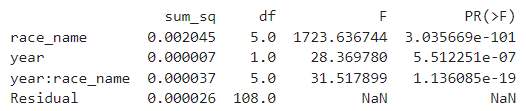 sum_sq df F PR(>F)
race_name 0.002045 5.0 1723.636744 3.035669e-101
year 0.000007 1.0 28.369780 5.512251e-07
year:race_name 0.000037 5.0 31.517899 1.136085e-19
Residual 0.000026 108.0 NaN NaN